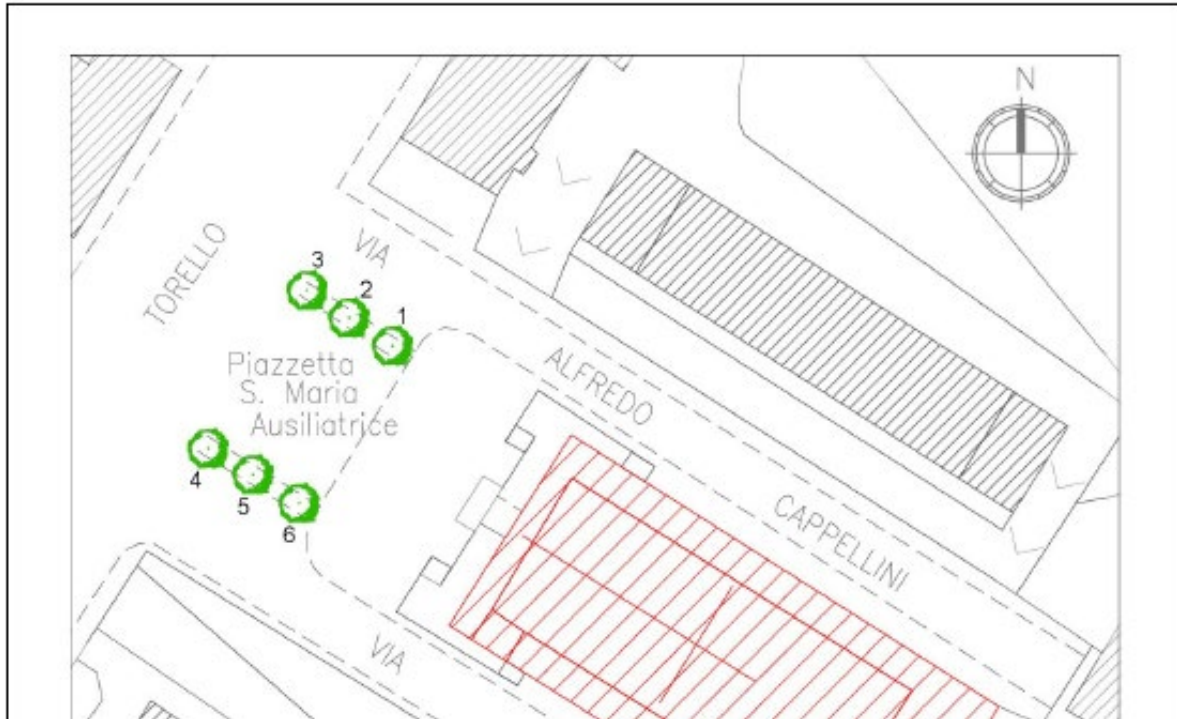 N
VIA
TORELLO
3
2
1
Piazzetta
S. Maria
Ausiliatrice
ALFREDO
4
5
6
CAPPELLINI
VIA